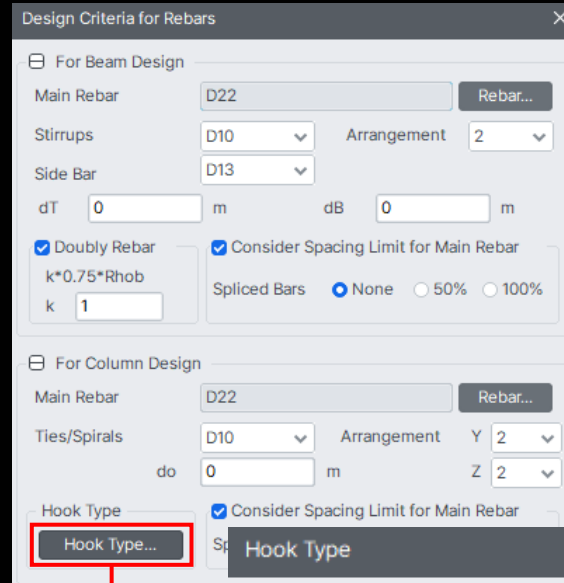 Design Criteria for Rebars ×
For Beam Design
Main Rebar D22 Rebar...
Stirrups D10 Arrangement 2
Side Bar D13
dT 0 m dB 0 m
Doubly Rebar Consider Spacing Limit for Main Rebar
k*0.75*Rhob
Spliced Bars None 50% 100%
k 1
For Column Design
Main Rebar D22 Rebar...
Ties/Spirals D10 Arrangement Y 2
do 0 m Z 2
Hook Type Consider Spacing Limit for Main Rebar
Hook Type... Hook Type